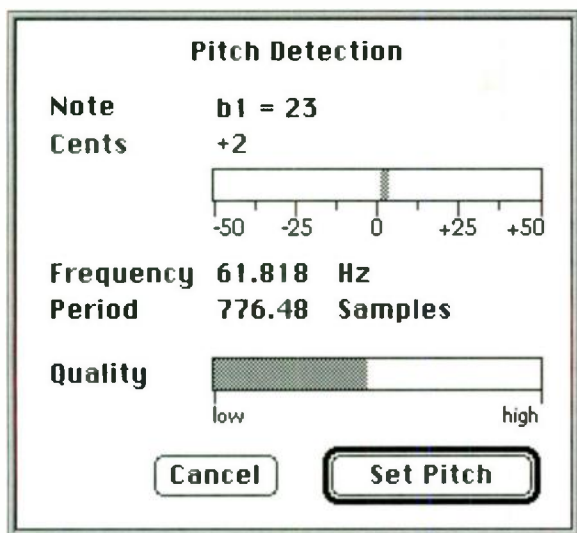 Pitch Detection
Note b1 = 23
Cents +2
-50 -25 0 +25 +50
Frequency 61.818 Hz
Period 776.48 Samples
Quality
low high
Cancel Set Pitch